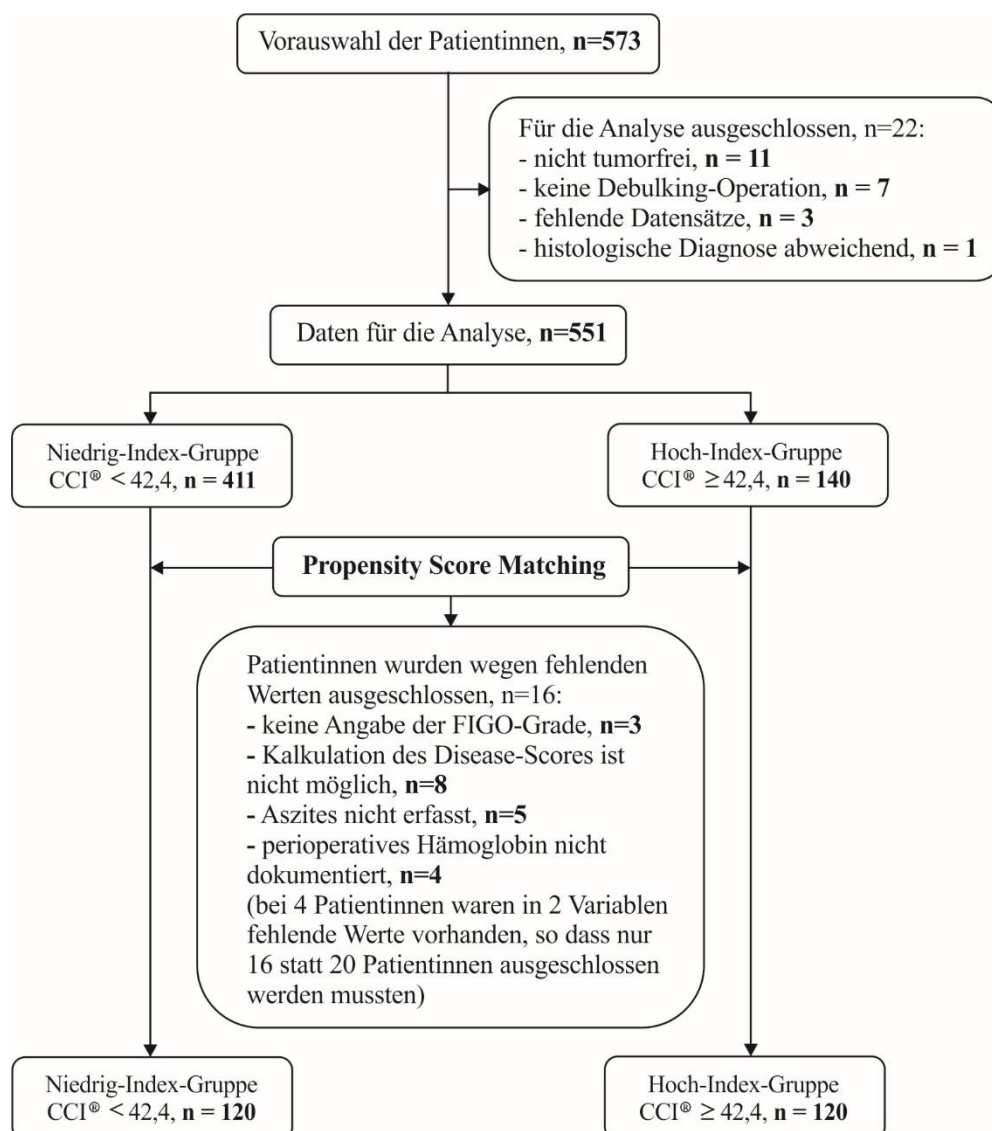 Vorauswahl der Patientinnen, n=573
Für die Analyse ausgeschlossen, n=22:
- nicht tumorfrei, n = 11
- keine Debulking-Operation, n = 7
- fehlende Datensätze, n = 3
- histologische Diagnose abweichend, n = 1
Daten für die Analyse, n=551
Niedrig-Index-Gruppe
CCI® < 42,4, n = 411
Hoch-Index-Gruppe
CCI® ≥ 42,4, n = 140
Propensity Score Matching
Patientinnen wurden wegen fehlenden
Werten ausgeschlossen, n=16:
- keine Angabe der FIGO-Grade, n=3
- Kalkulation des Disease-Scores ist
nicht möglich, n=8
- Aszites nicht erfasst, n=5
- perioperatives Hämoglobin nicht
dokumentiert, n=4
(bei 4 Patientinnen waren in 2 Variablen
fehlende Werte vorhanden, so dass nur
16 statt 20 Patientinnen ausgeschlossen
werden mussten)
Niedrig-Index-Gruppe
CCI® < 42,4, n = 120
Hoch-Index-Gruppe
CCI® ≥ 42,4, n = 120